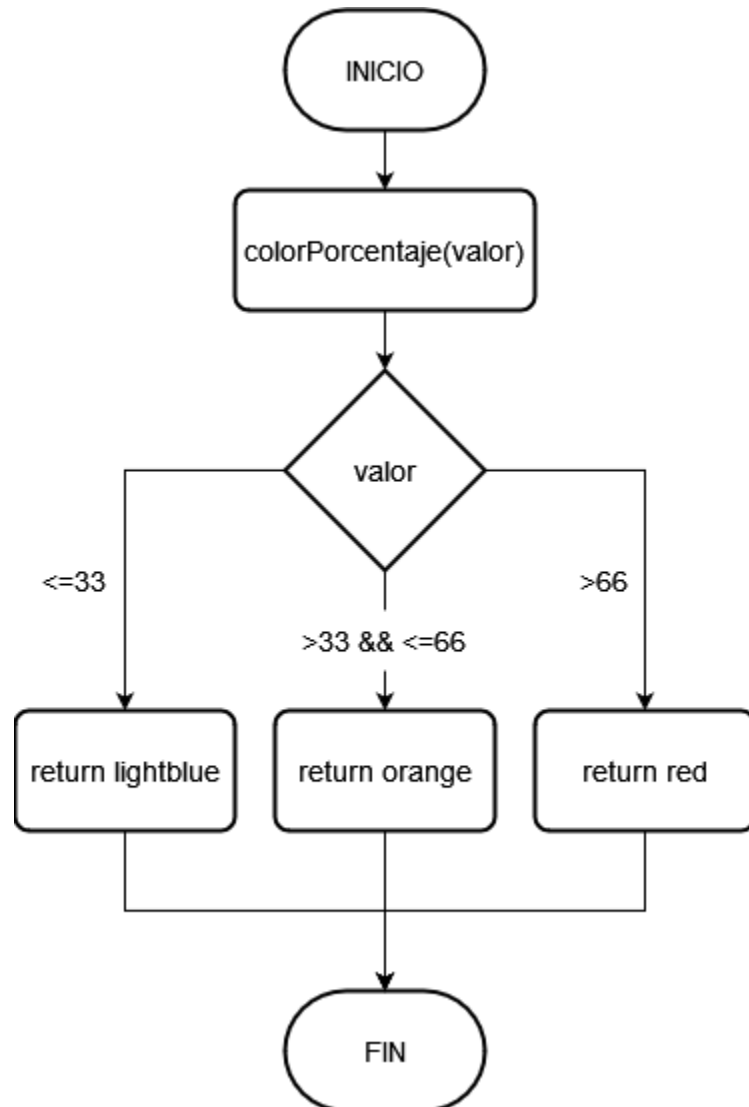 INICIO
colorPorcentaje(valor)
valor
<=33
>66
>33 && <=66
return lightblue
return orange
return red
FIN